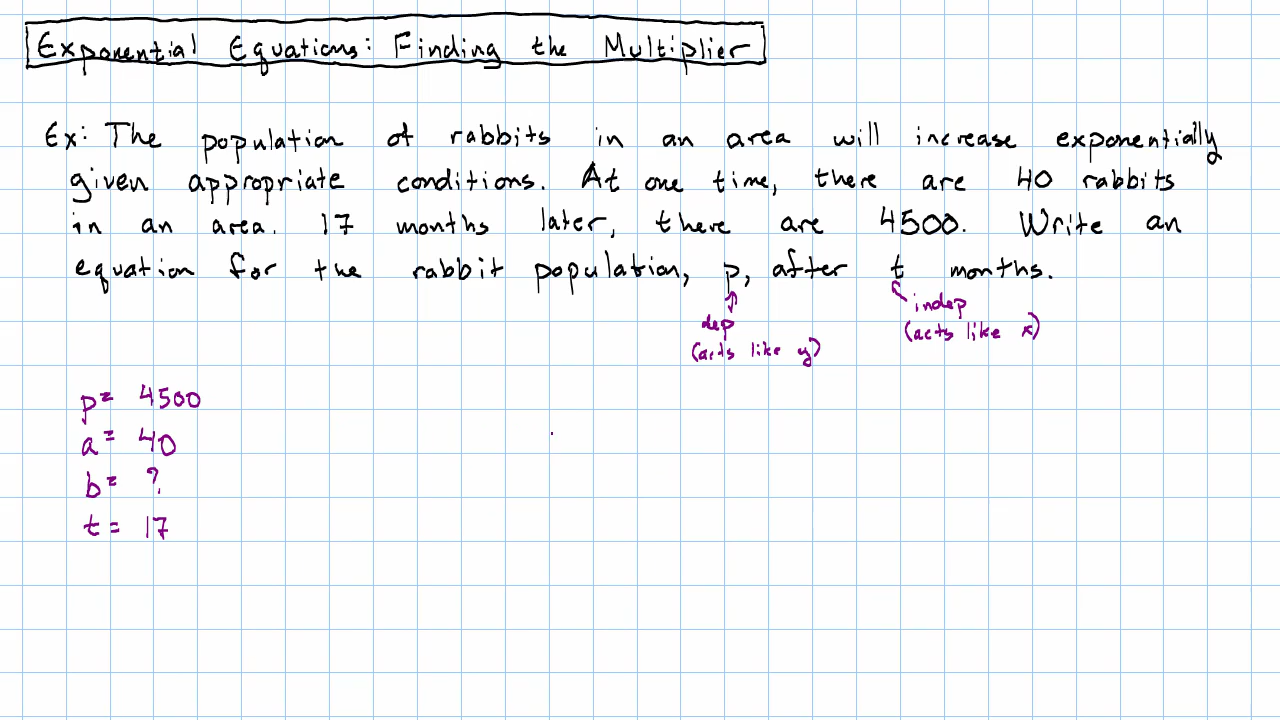 Exponential Equations: Finding the Multiplier
Ex: The population of rabbits in an area will increase exponentially
given appropriate conditions. At one time, there are 40 rabbits
in an area. 17 months later, there are 4500. Write an
equation for the rabbit population, p, after t months.
indep
(acts like x)
dep
(acts like y)
p = 4500
a = 40
b = ?
t = 17